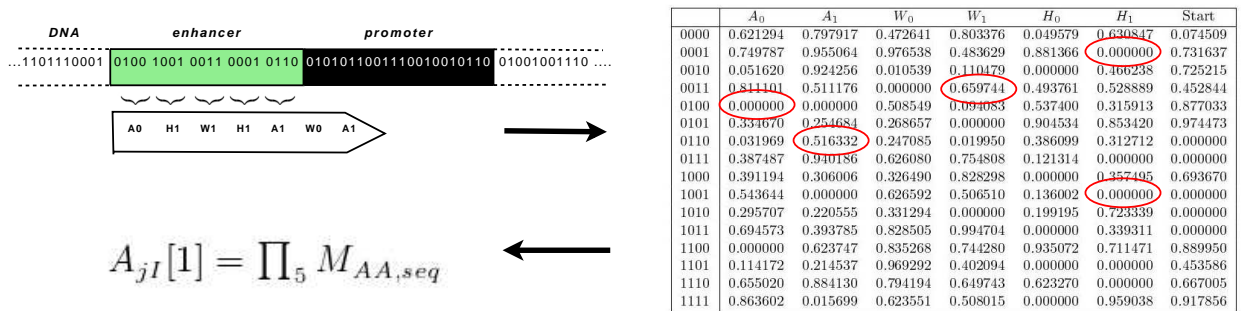 DNA enhancer promoter
...1101110001 0100 1001 0011 0001 0110 010101100111001001011 0 01001001110 ....
A0 H1 W1 H1 A1 W0 A1
A_{jI}[1] = ∏_5 M_{AA,seq}
A_0 A_1 W_0 W_1 H_0 H_1 Start
0000 0.621294 0.797917 0.472641 0.803376 0.049579 0.630847 0.074509
0001 0.749787 0.955064 0.976538 0.483629 0.881366 0.000000 0.731637
0010 0.051620 0.924256 0.010539 0.110479 0.000000 0.466238 0.725215
0011 0.811101 0.511176 0.000000 0.659744 0.493761 0.528889 0.452844
0100 0.000000 0.000000 0.508549 0.094083 0.537400 0.315913 0.877033
0101 0.334670 0.254684 0.268657 0.000000 0.904534 0.853420 0.974473
0110 0.031969 0.516332 0.247085 0.019950 0.386099 0.312712 0.000000
0111 0.387487 0.940186 0.626080 0.754808 0.121314 0.000000 0.000000
1000 0.391194 0.306006 0.326490 0.828298 0.000000 0.357495 0.693670
1001 0.543644 0.000000 0.626592 0.506510 0.136002 0.000000 0.000000
1010 0.295707 0.220555 0.331294 0.000000 0.199195 0.723339 0.000000
1011 0.694573 0.393785 0.828505 0.994704 0.000000 0.339311 0.000000
1100 0.000000 0.623747 0.835268 0.744280 0.935072 0.711471 0.889950
1101 0.114172 0.214537 0.969292 0.402094 0.000000 0.000000 0.453586
1110 0.655020 0.884130 0.794194 0.649743 0.623270 0.000000 0.667005
1111 0.863602 0.015699 0.623551 0.508015 0.000000 0.959038 0.917856